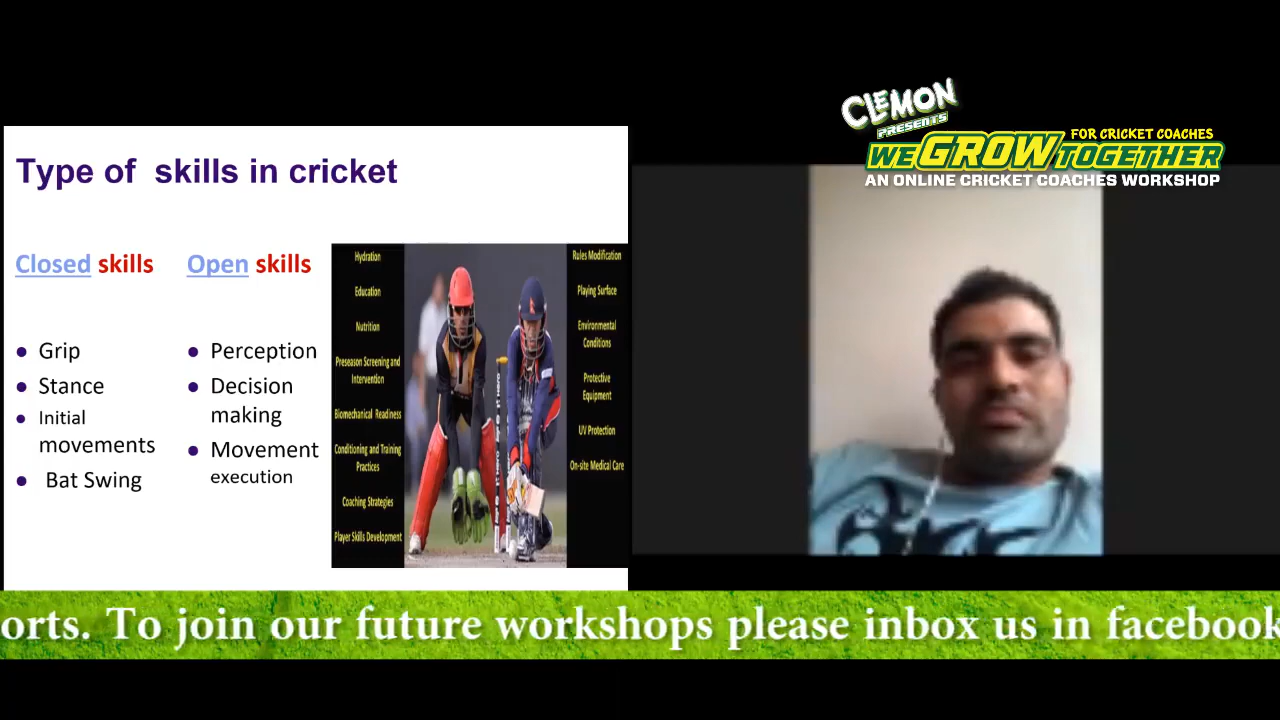 CLEMON
PRESENTS
FOR CRICKET COACHES
WE GROW TOGETHER
AN ONLINE CRICKET COACHES WORKSHOP
Type of skills in cricket
Closed skills
Grip
Stance
Initial
movements
Bat Swing
Open skills
Perception
Decision
making
Movement
execution
Hydration
Education
Nutrition
Preseason Screening and
Intervention
Biomechanical Readiness
Conditioning and Training
Practices
Coaching Strategies
Player Skills Development
Rules Modification
Playing Surface
Environmental
Conditions
Protective
Equipment
UV Protection
On-site Medical Care
orts. To join our future workshops please inbox us in facebook